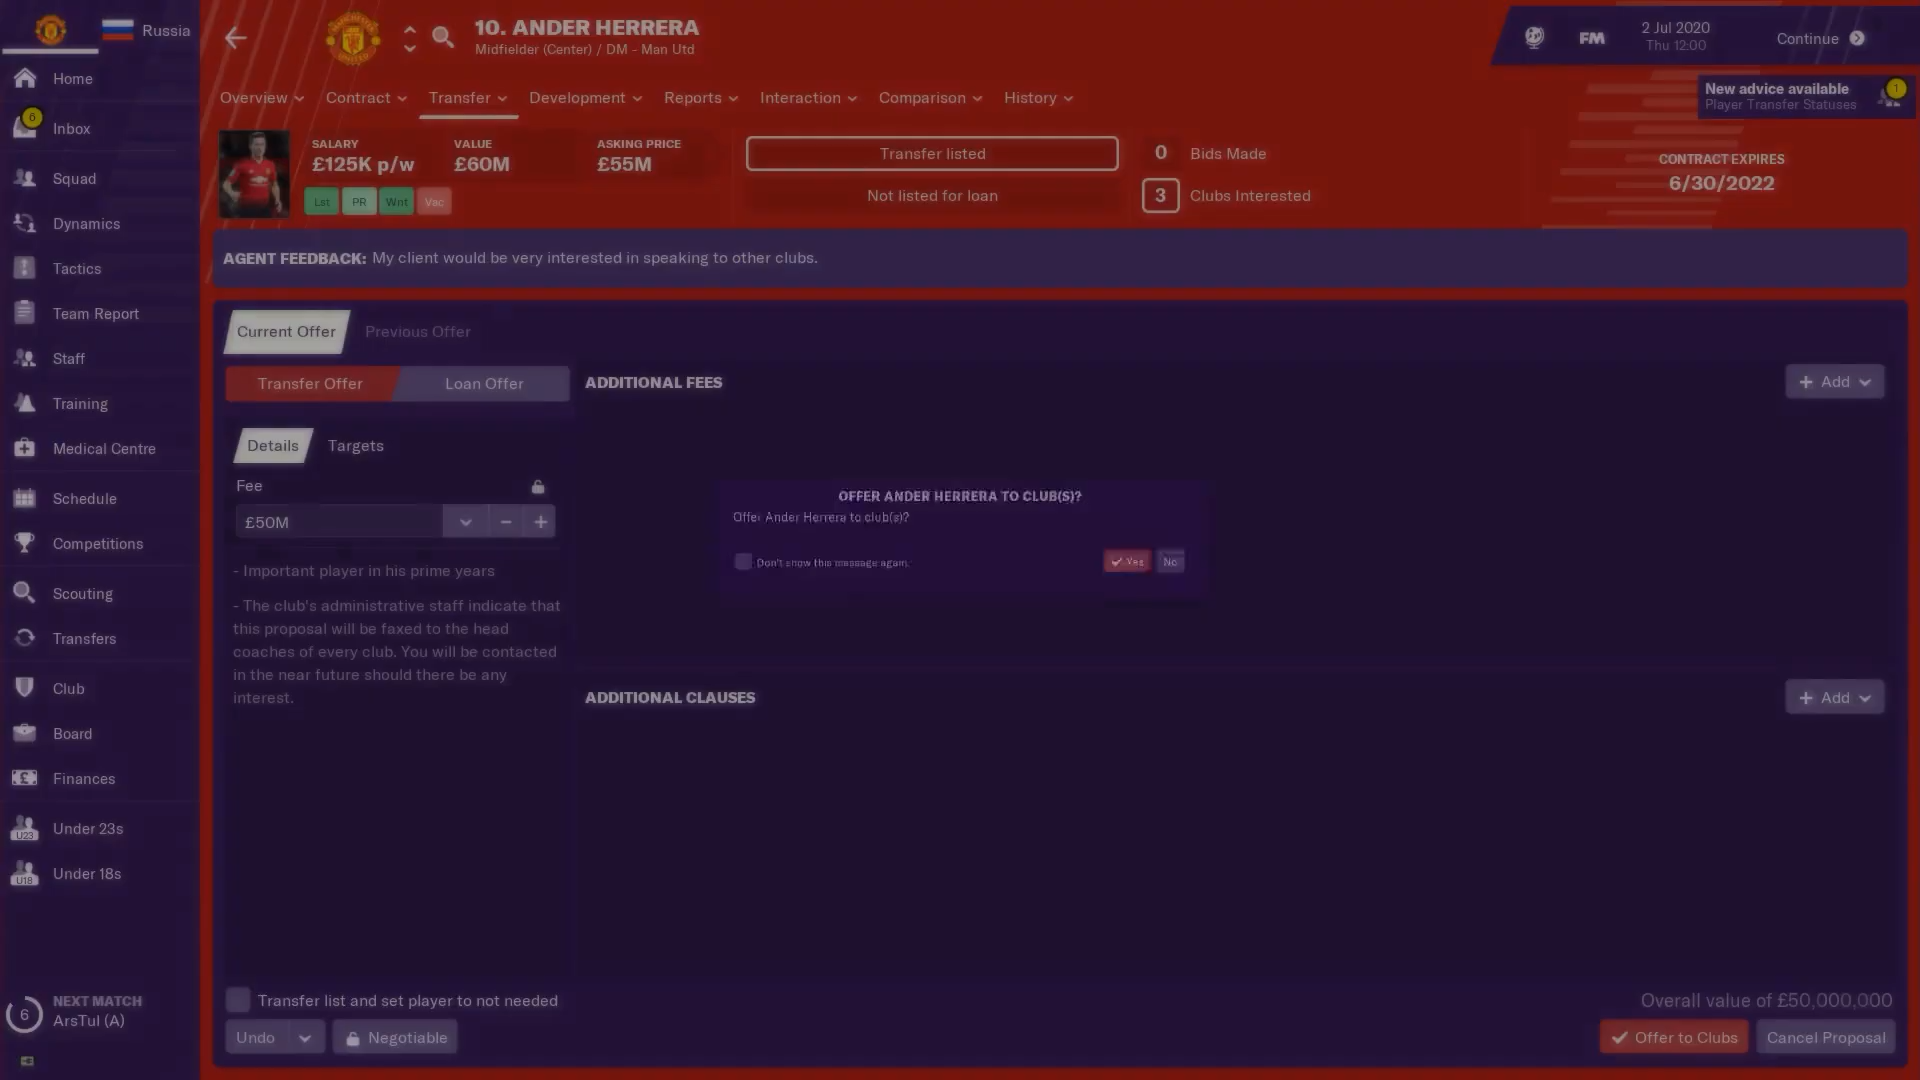 Russia
10. ANDER HERRERA
Midfielder (Center) / DM - Man Utd
FM
2 Jul 2020
Thu 12:00
Continue
Home
6
Inbox
Squad
Dynamics
Tactics
Team Report
Staff
Training
Medical Centre
Schedule
Competitions
Scouting
Transfers
Club
Board
Finances
U23
Under 23s
U18
Under 18s
6
NEXT MATCH
ArsTul (A)
Overview
Contract
Transfer
Development
Reports
Interaction
Comparison
History
New advice available
Player Transfer Statuses
1
SALARY
£125K p/w
VALUE
£60M
ASKING PRICE
£55M
Lst
PR
Wnt
Vac
Transfer listed
Not listed for loan
0 Bids Made
3 Clubs Interested
CONTRACT EXPIRES
6/30/2022
AGENT FEEDBACK: My client would be very interested in speaking to other clubs.
Current Offer
Previous Offer
Transfer Offer
Loan Offer
ADDITIONAL FEES
Add
Details
Targets
Fee
£50M
- Important player in his prime years
- The club's administrative staff indicate that
this proposal will be faxed to the head
coaches of every club. You will be contacted
in the near future should there be any
interest.
OFFER ANDER HERRERA TO CLUB(S)?
Offer Ander Herrera to club(s)?
Don't show this message again.
Yes
No
ADDITIONAL CLAUSES
Add
Transfer list and set player to not needed
Overall value of £50,000,000
Undo
Negotiable
Offer to Clubs
Cancel Proposal